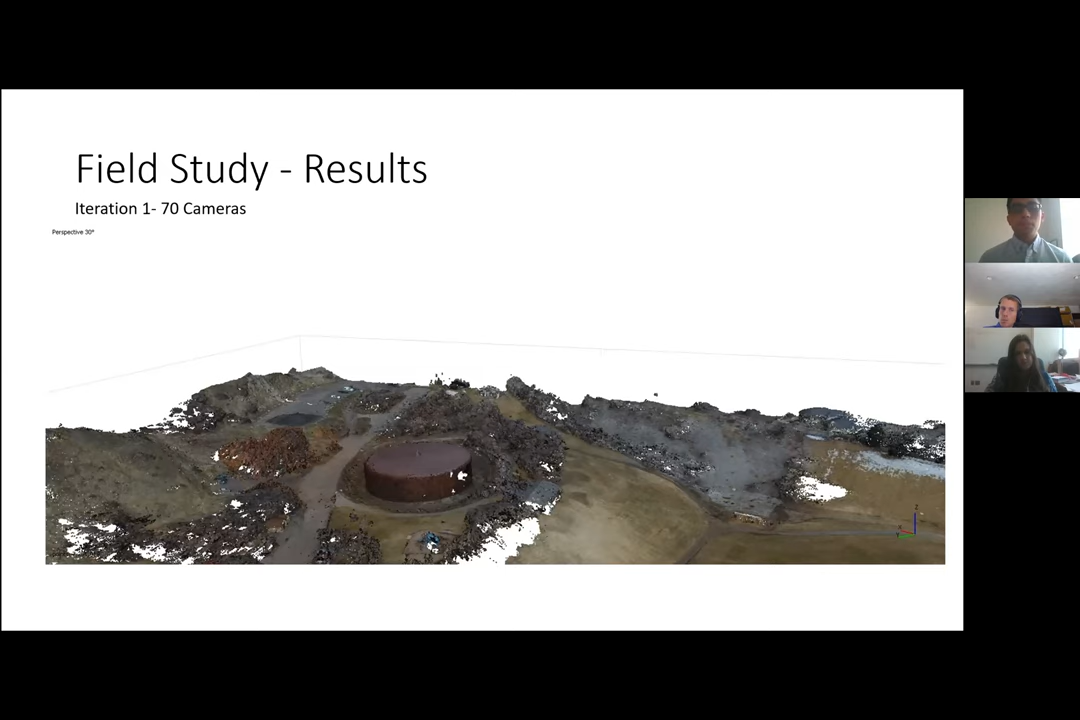 Field Study - Results
Iteration 1- 70 Cameras
Perspective 30°